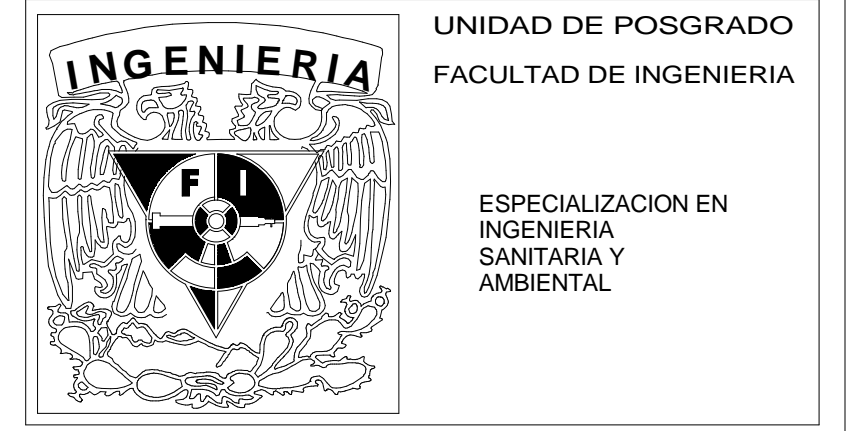 INGENIERIA
F I
UNIDAD DE POSGRADO
FACULTAD DE INGENIERIA
ESPECIALIZACION EN
INGENIERIA
SANITARIA Y
AMBIENTAL